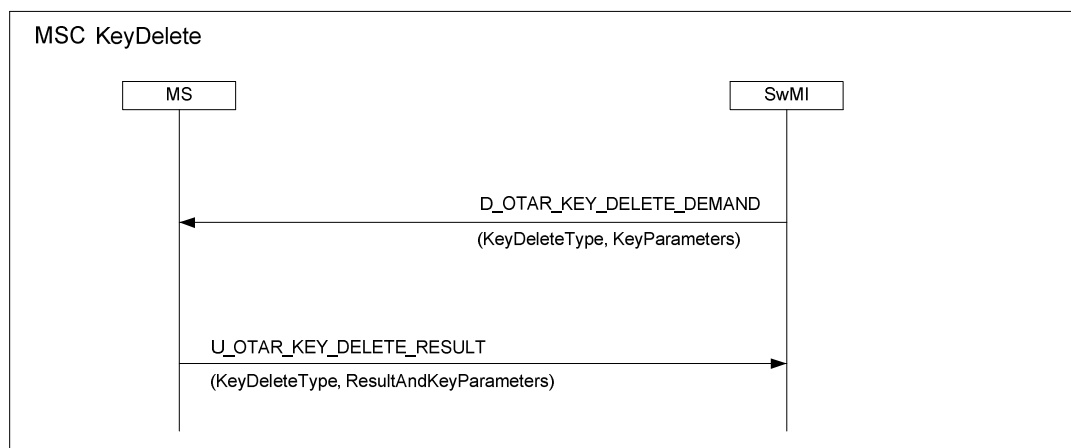 MSC KeyDelete
MS
SwMI
D_OTAR_KEY_DELETE_DEMAND
(KeyDeleteType, KeyParameters)
U_OTAR_KEY_DELETE_RESULT
(KeyDeleteType, ResultAndKeyParameters)